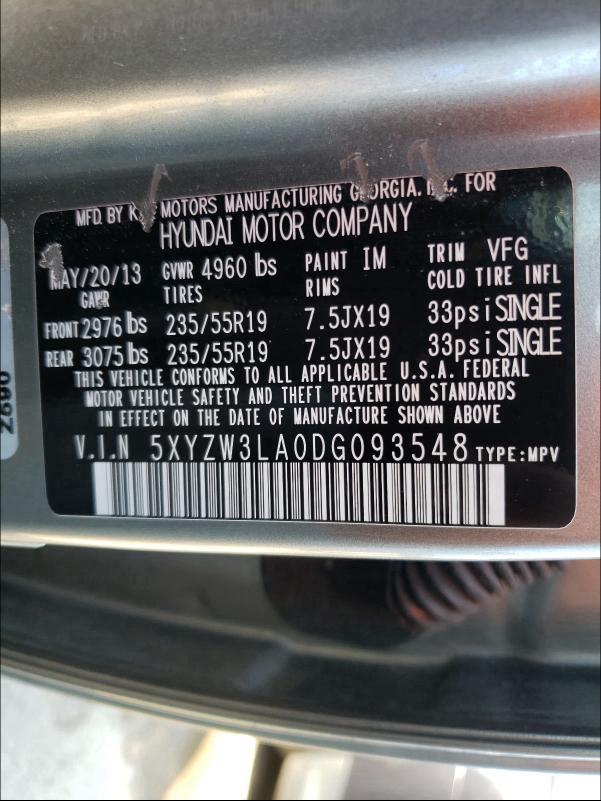 MFD. BY MOTORS MANUFACTURING GEORGIA. FOR
HYUNDAI MOTOR COMPANY
MAY/20/13 GVWR 4960 lbs PAINT IM TRIM VFG
GAWR TIRES RIMS COLD TIRE INFL
FRONT 2976 lbs 235/55R19 7.5JX19 33psi SINGLE
REAR 3075 lbs 235/55R19 7.5JX19 33psi SINGLE
THIS VEHICLE CONFORMS TO ALL APPLICABLE U.S.A. FEDERAL
MOTOR VEHICLE SAFETY AND THEFT PREVENTION STANDARDS
IN EFFECT ON THE DATE OF MANUFACTURE SHOWN ABOVE
V.I.N 5XYZW3LA0DG093548 TYPE:MPV